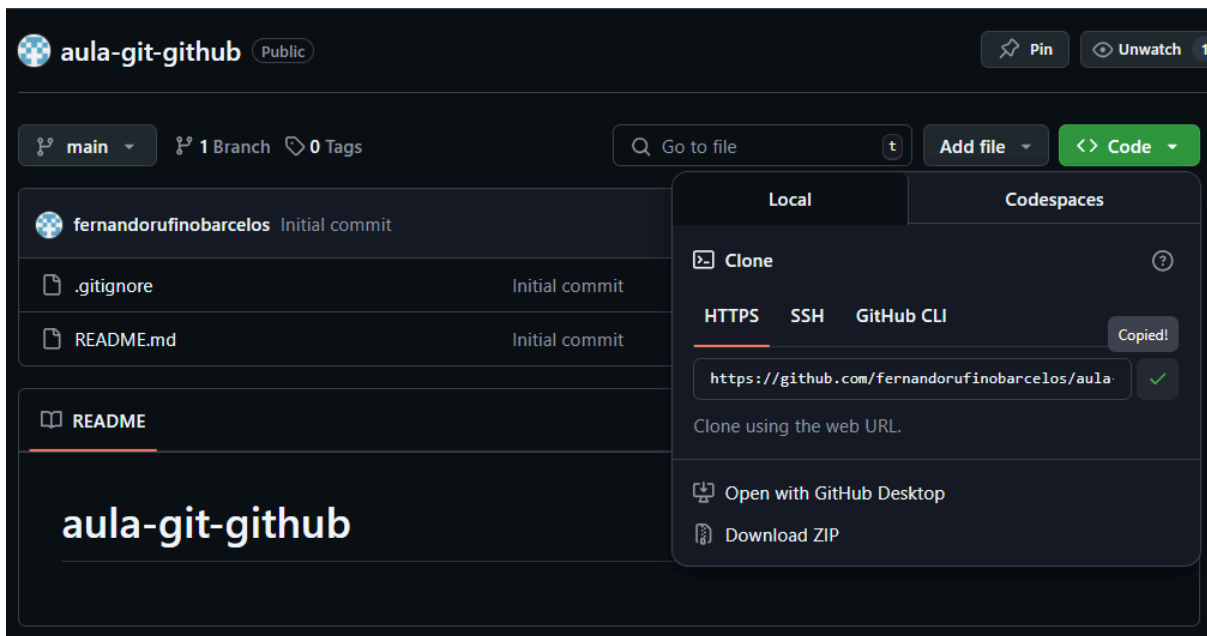 aula-git-github Public Pin Unwatch 1
main 1 Branch 0 Tags Go to file t Add file <> Code
Local Codespaces
fernandorufinobarcelos Initial commit
Clone
.gitignore Initial commit
HTTPS SSH GitHub CLI
Copied!
README.md Initial commit
https://github.com/fernandorufinobarcelos/aula-
README
Clone using the web URL.
Open with GitHub Desktop
aula-git-github
Download ZIP